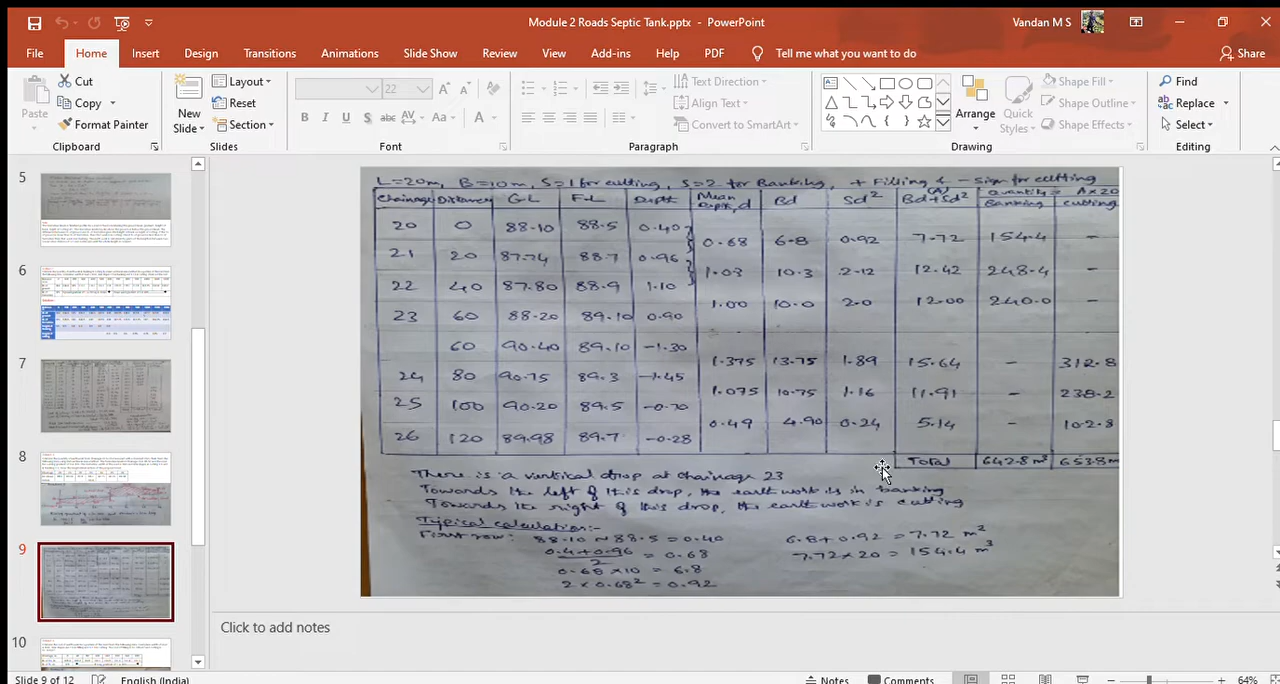 Module 2 Roads Septic Tank.pptx - PowerPoint
Vandan M S
File Home Insert Design Transitions Animations Slide Show Review View Add-ins Help PDF Tell me what you want to do Share
Cut
Copy
Format Painter
Paste
Clipboard
New Slide
Layout
Reset
Section
Slides
22
B I U S abc AV Aa A
Font
Text Direction
Align Text
Convert to SmartArt
Paragraph
Arrange
Quick Styles
Shape Fill
Shape Outline
Shape Effects
Drawing
Find
Replace
Select
Editing
5
6
7
8
9
10
L=20m, B=10m, S=1 for cutting, S=2 for Banking, + Filling & - Sign for cutting
Chainage Distance G.L F.L Depth Mean Depth, d Bd Sd² (A) Bd+Sd² Quantity = A×20
Banking Cutting
20 0 88.10 88.5 0.40
0.68 6.8 0.92 7.72 154.4 -
21 20 87.74 88.7 0.96
1.03 10.3 2.12 12.42 248.4 -
22 40 87.80 88.9 1.10
1.00 10.0 2.0 12.00 240.0 -
23 60 88.20 89.10 0.90
60 90.40 89.10 -1.30
1.375 13.75 1.89 15.64 - 312.8
24 80 90.75 89.3 -1.45
1.075 10.75 1.16 11.91 - 238.2
25 100 90.20 89.5 -0.70
0.49 4.90 0.24 5.14 - 102.8
26 120 89.98 89.7 -0.28
Total 642.8m³ 653.8m
There is a vertical drop at chainage 23
Towards the left of this drop, the earth work is in banking
Towards the right of this drop, the earth work is cutting
Typical calculation:-
First row: 88.10 ~ 88.5 = 0.40
0.4+0.96 / 2 = 0.68
0.68 × 10 = 6.8
2 × 0.68² = 0.92
6.8 + 0.92 = 7.72 m²
7.72 × 20 = 154.4 m³
Click to add notes
Slide 9 of 12 English (India) Notes Comments 64%